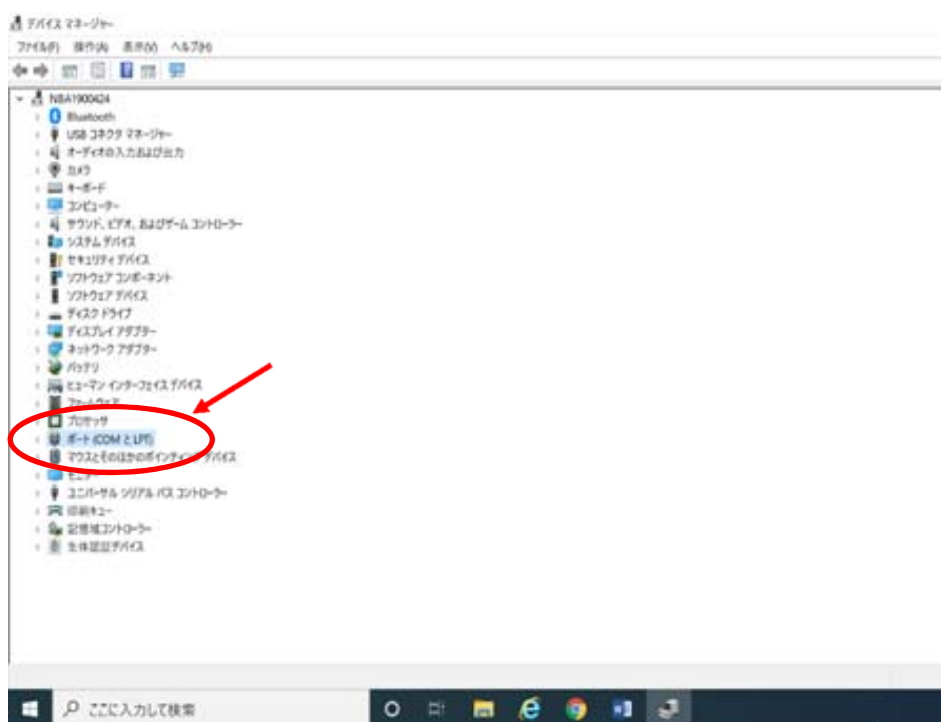 デバイス マネージャー
ファイル(F) 操作(A) 表示(V) ヘルプ(H)
NBA1900424
Bluetooth
USB コネクタ マネージャー
オーディオの入力および出力
カメラ
キーボード
コンピューター
サウンド、ビデオ、およびゲーム コントローラー
システム デバイス
セキュリティ デバイス
ソフトウェア コンポーネント
ソフトウェア デバイス
ディスク ドライブ
ディスプレイ アダプター
ネットワーク アダプター
バッテリ
ヒューマン インターフェイス デバイス
ファームウェア
プロセッサ
ポート (COM と LPT)
マウスとそのほかのポインティング デバイス
モニター
ユニバーサル シリアル バス コントローラー
印刷キュー
記憶域コントローラー
生体認証デバイス
ここに入力して検索